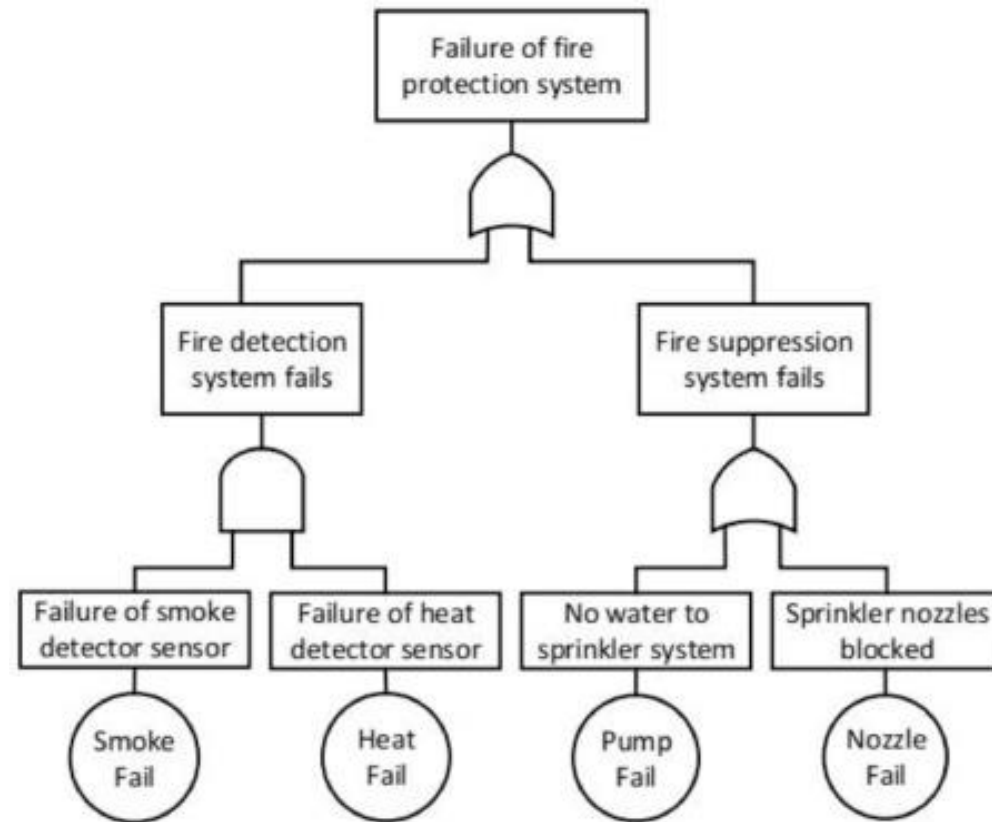 Failure of fire
protection system
Fire detection
system fails
Fire suppression
system fails
Failure of smoke
detector sensor
Failure of heat
detector sensor
No water to
sprinkler system
Sprinkler nozzles
blocked
Smoke
Fail
Heat
Fail
Pump
Fail
Nozzle
Fail